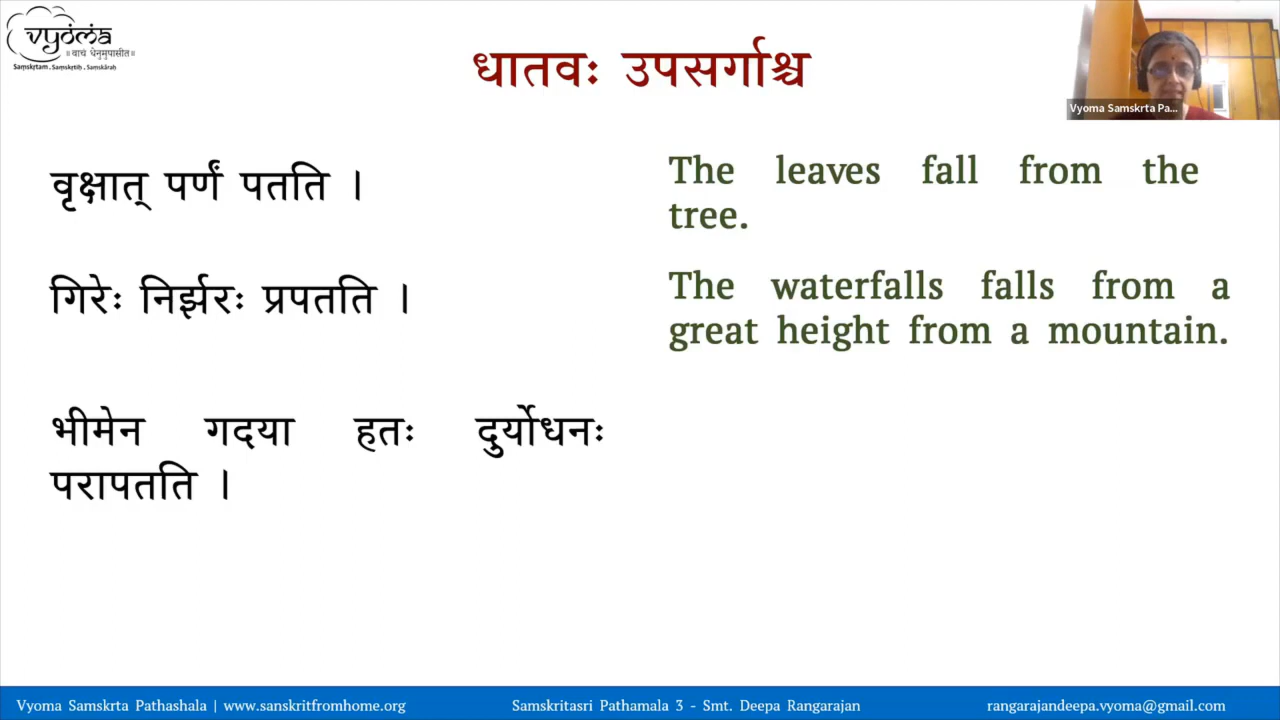 vyoma
॥ वाचं धेनुमुपासीत॥
Samskrtam . Samskrtih . Samskārah
धातवः उपसर्गाश्च
Vyoma Samskrta Pa...
वृक्षात् पर्णं पतति ।
The leaves fall from the
tree.
गिरेः निर्झरः प्रपतति ।
The waterfalls falls from a
great height from a mountain.
भीमेन गदया हतः दुर्योधनः
परापतति ।
Vyoma Samskrta Pathashala | www.sanskritfromhome.org
Samskritasri Pathamala 3 - Smt. Deepa Rangarajan
rangarajandeepa.vyoma@gmail.com